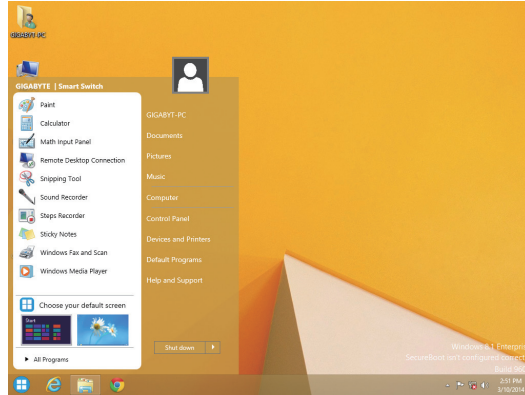 GIGABYT-PC
GIGABYTE | Smart Switch
Paint
Calculator
Math Input Panel
Remote Desktop Connection
Snipping Tool
Sound Recorder
Steps Recorder
Sticky Notes
Windows Fax and Scan
Windows Media Player
Choose your default screen
Start
All Programs
GIGABYT-PC
Documents
Pictures
Music
Computer
Control Panel
Devices and Printers
Default Programs
Help and Support
Shut down
Windows 8.1
SecureBoot isn't configured
Build
2:51 PM
3/10/2014